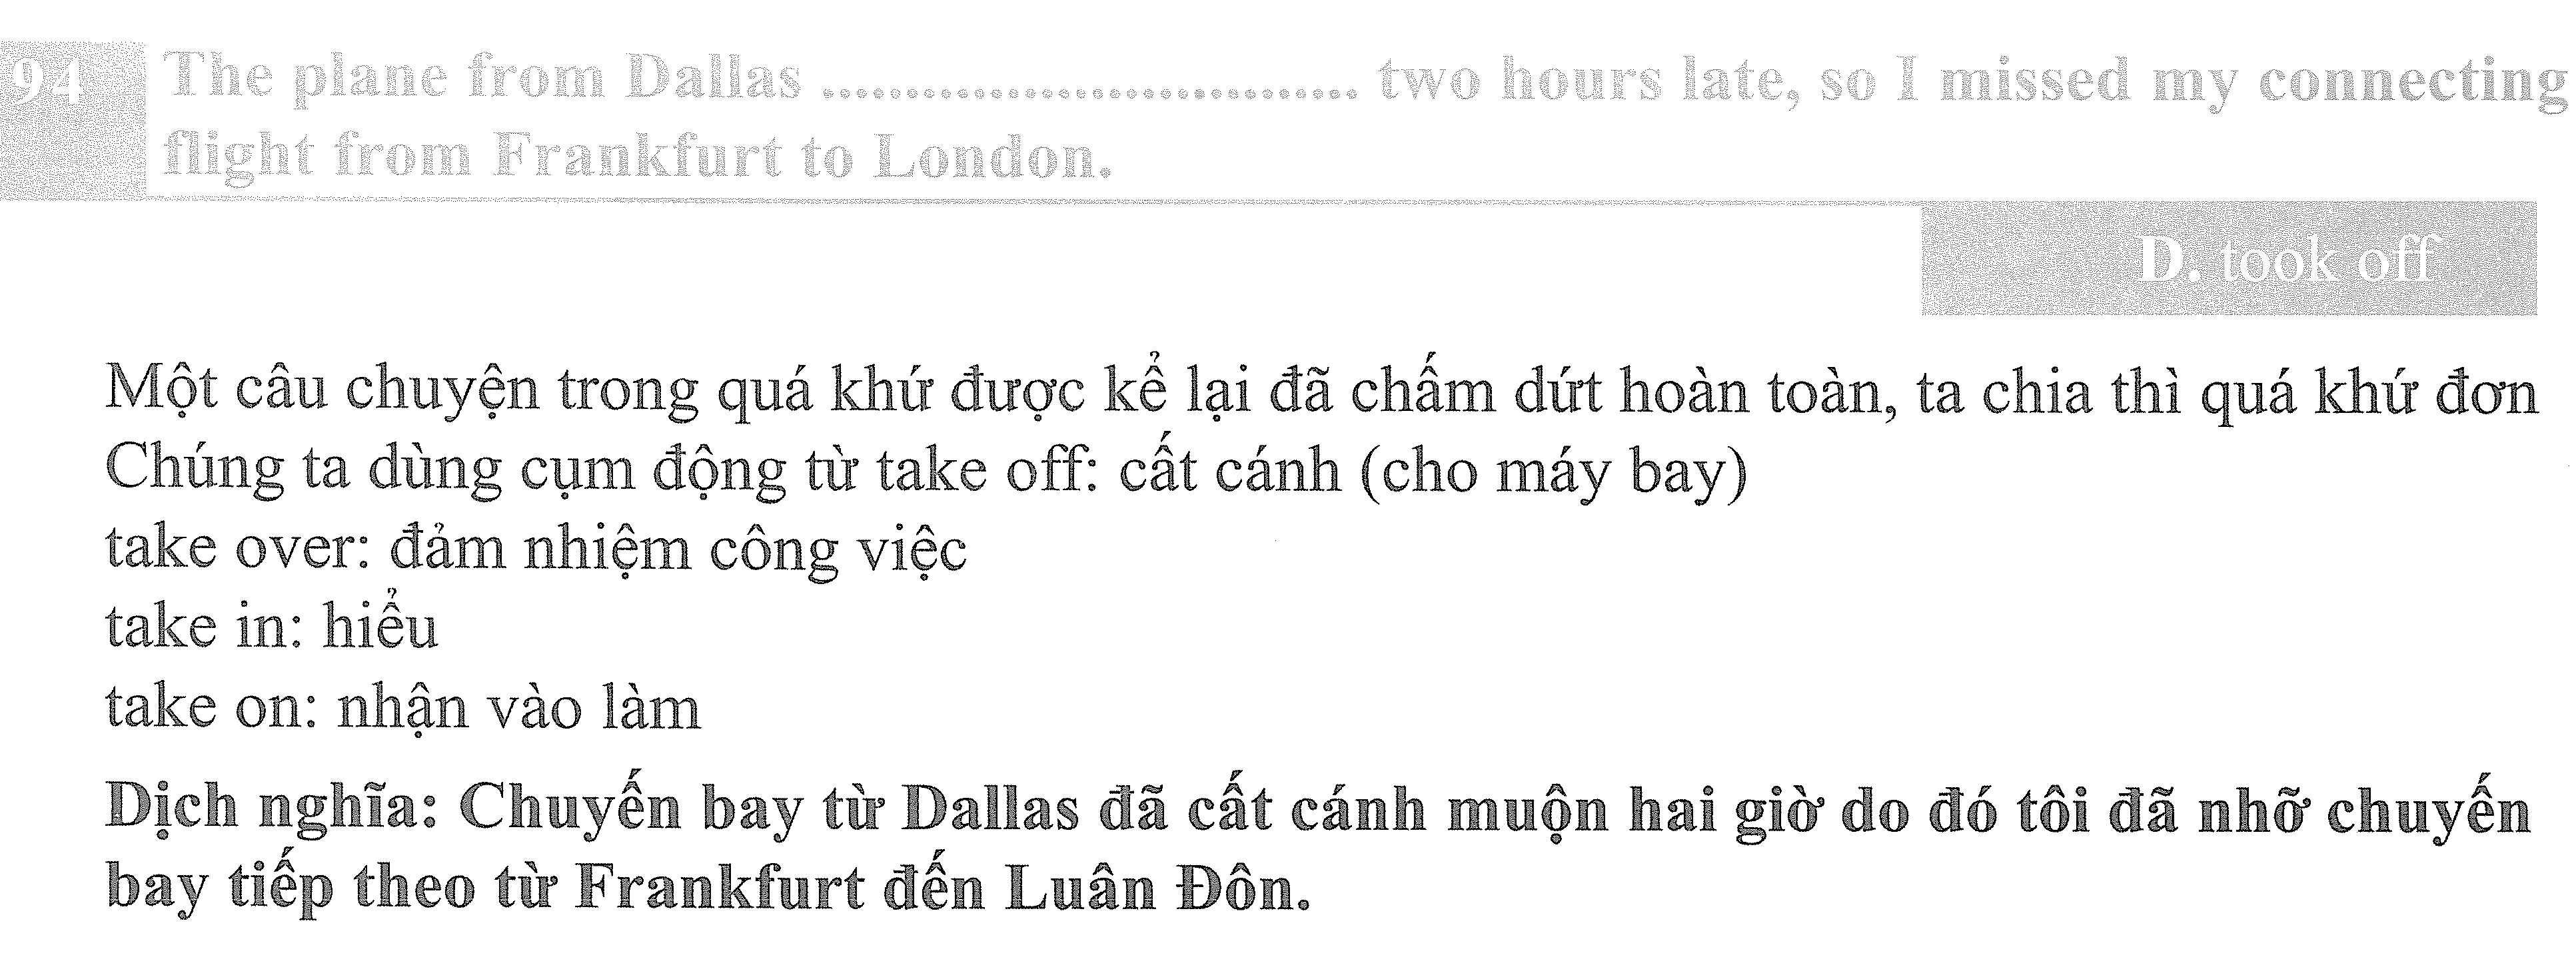 94 The plane from Dallas ................................ two hours late, so I missed my connecting
flight from Frankfurt to London.
D. took off
Một câu chuyện trong quá khứ được kể lại đã chấm dứt hoàn toàn, ta chia thì quá khứ đơn
Chúng ta dùng cụm động từ take off: cất cánh (cho máy bay)
take over: đảm nhiệm công việc
take in: hiểu
take on: nhận vào làm
Dịch nghĩa: Chuyến bay từ Dallas đã cất cánh muộn hai giờ do đó tôi đã nhỡ chuyến
bay tiếp theo từ Frankfurt đến Luân Đôn.